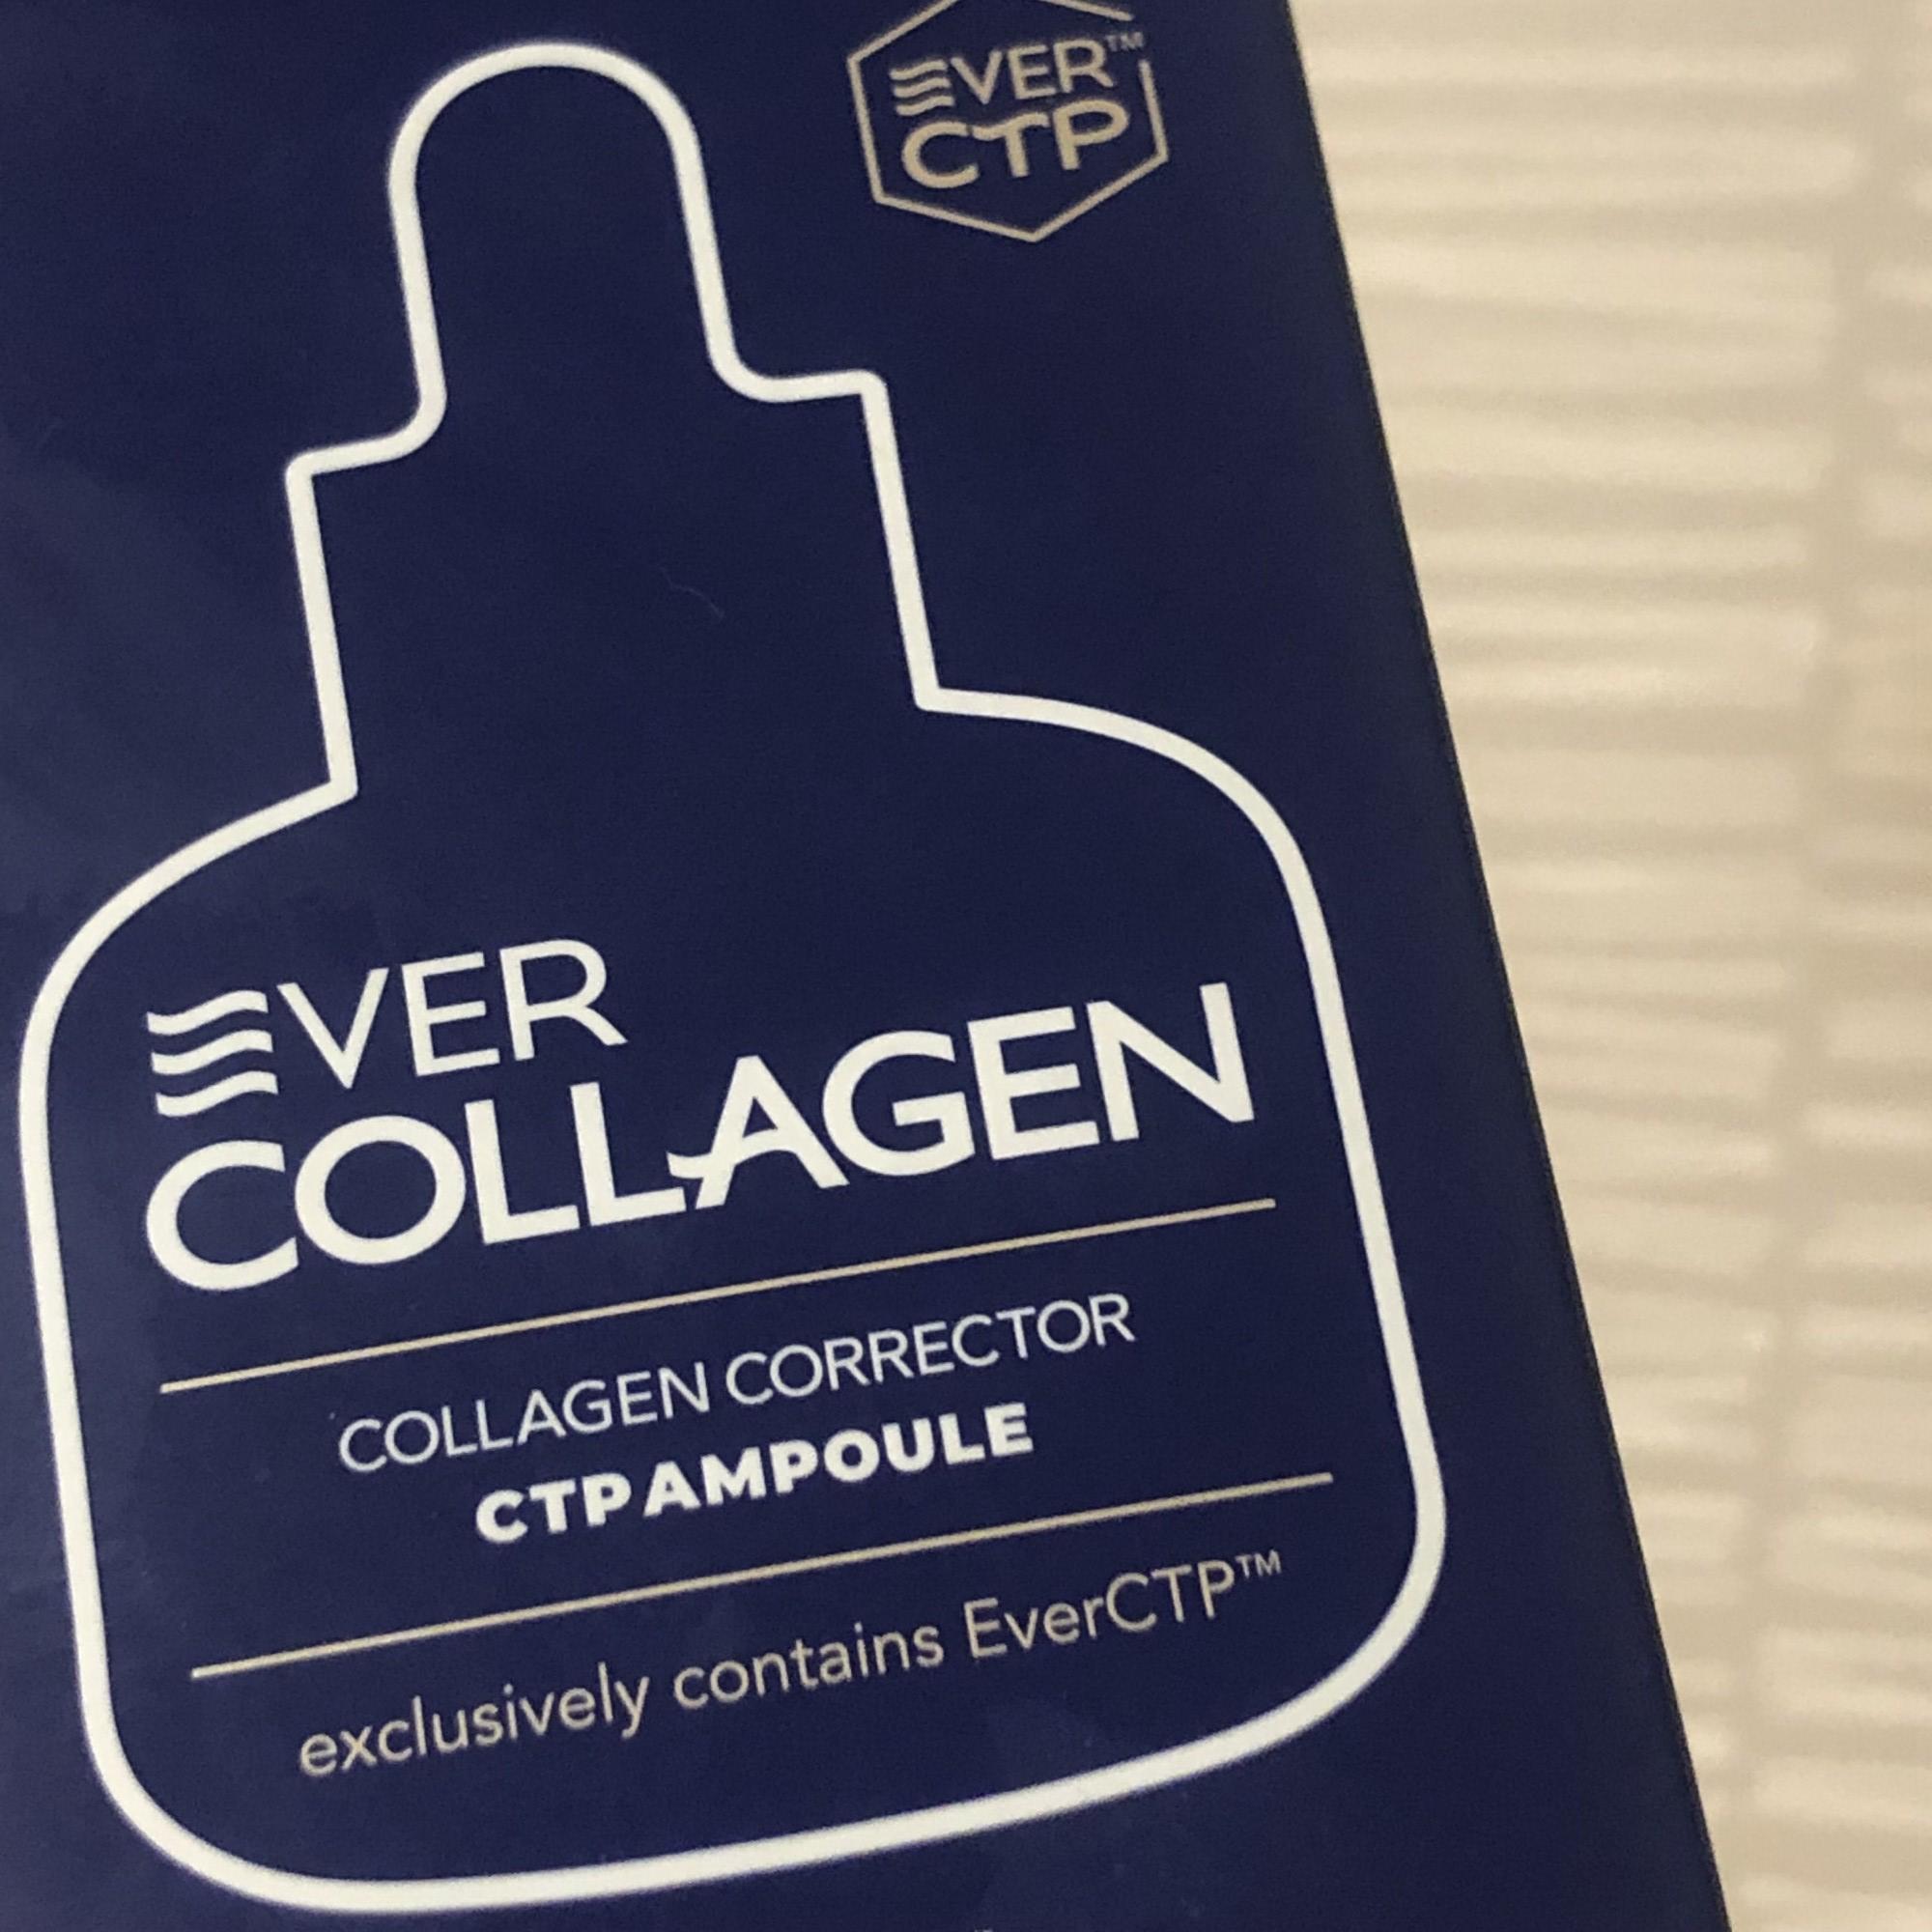 EVER™
CTP
EVER
COLLAGEN
COLLAGEN CORRECTOR
CTP AMPOULE
exclusively contains EverCTP™